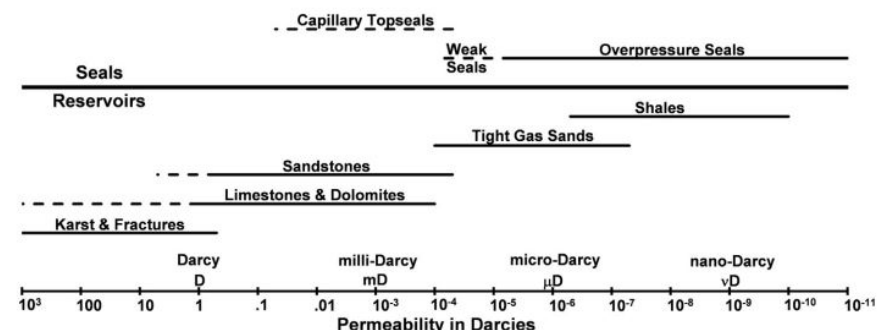 Capillary Topseals
Weak
Seals
Overpressure Seals
Seals
Reservoirs
Shales
Tight Gas Sands
Sandstones
Limestones & Dolomites
Karst & Fractures
Darcy milli-Darcy micro-Darcy nano-Darcy
D mD μD νD
10³ 100 10 1 .1 .01 10⁻³ 10⁻⁴ 10⁻⁵ 10⁻⁶ 10⁻⁷ 10⁻⁸ 10⁻⁹ 10⁻¹⁰ 10⁻¹¹
Permeability in Darcies